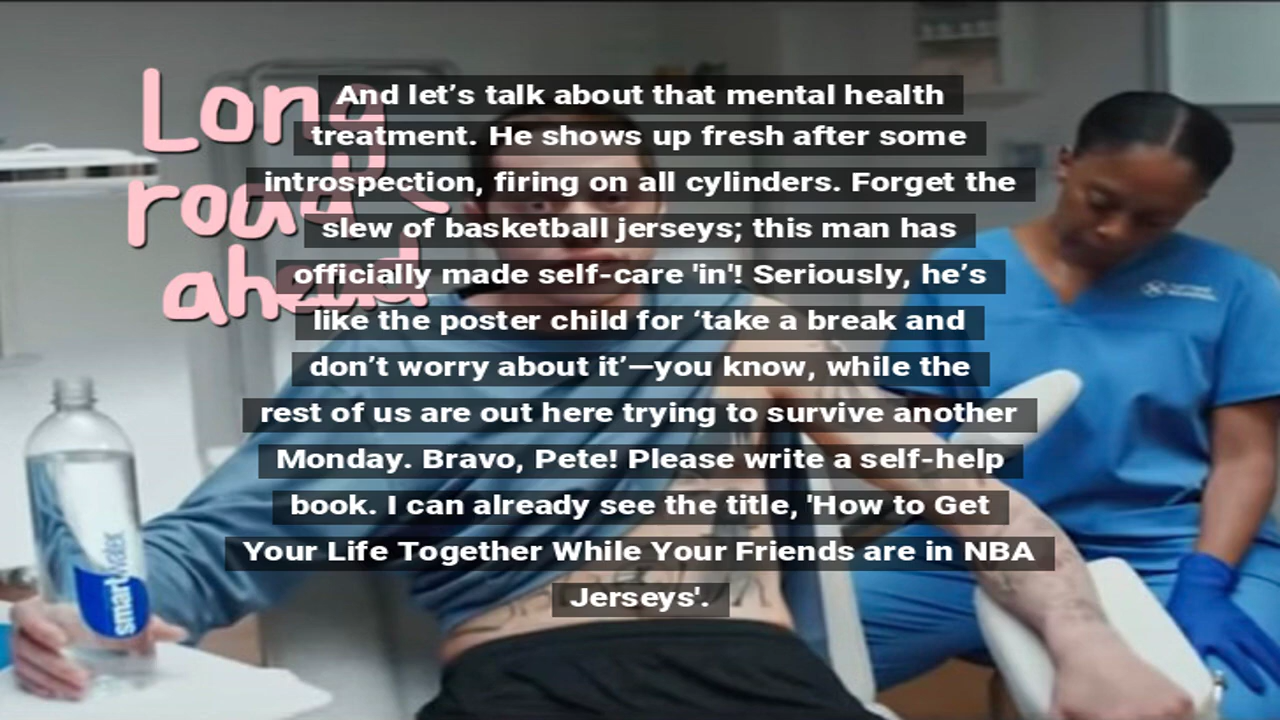 Long
road
ahead
And let’s talk about that mental health
treatment. He shows up fresh after some
introspection, firing on all cylinders. Forget the
slew of basketball jerseys; this man has
officially made self-care 'in'! Seriously, he’s
like the poster child for ‘take a break and
don’t worry about it’—you know, while the
rest of us are out here trying to survive another
Monday. Bravo, Pete! Please write a self-help
book. I can already see the title, 'How to Get
Your Life Together While Your Friends are in NBA
Jerseys'.
smartwater